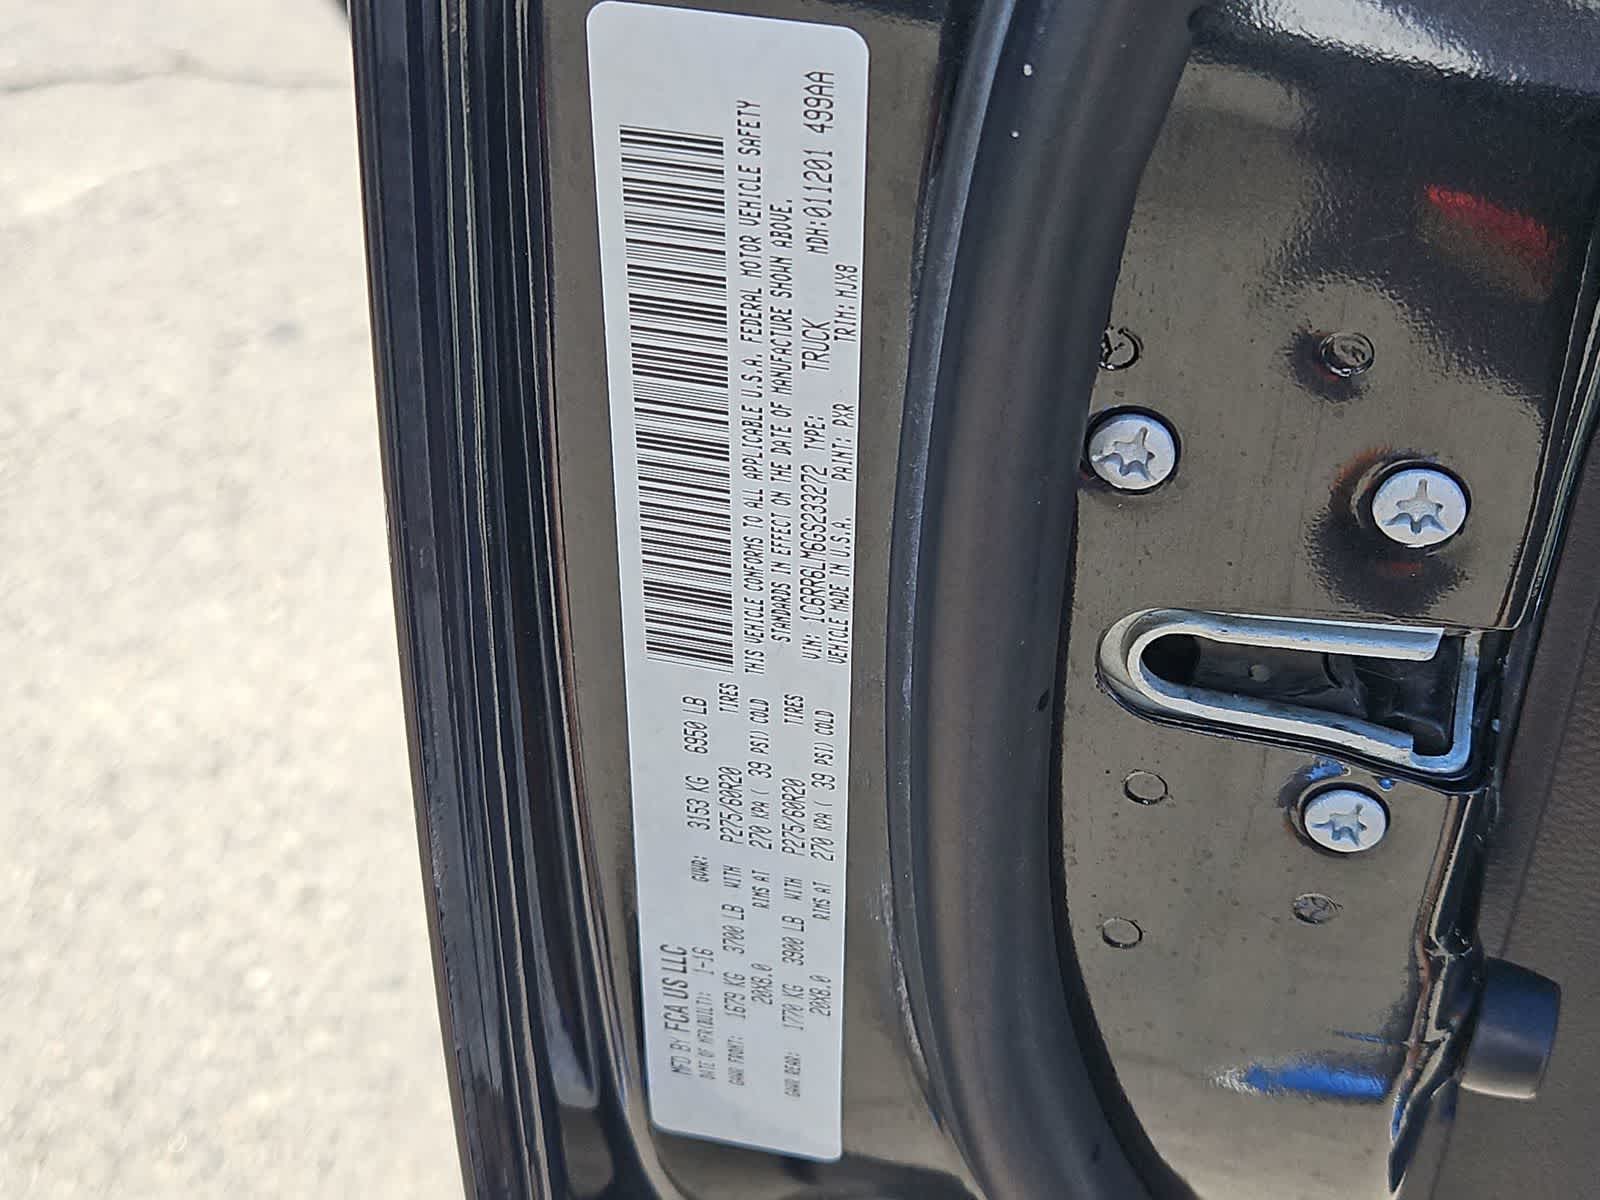 MFD BY FCA US LLC
DATE OF MFR(BUILT): 1-16 GVWR: 3153 KG 6950 LB
GAWR FRONT: 1679 KG 3700 LB WITH P275/60R20 TIRES
20X8.0 RIMS AT 270 KPA( 39 PSI) COLD
GAWR REAR: 1770 KG 3900 LB WITH P275/60R20 TIRES
20X8.0 RIMS AT 270 KPA( 39 PSI) COLD
THIS VEHICLE CONFORMS TO ALL APPLICABLE U.S.A. FEDERAL MOTOR VEHICLE SAFETY
STANDARDS IN EFFECT ON THE DATE OF MANUFACTURE SHOWN ABOVE.
VIN: 1C6RR6LM6GS233272 TYPE: TRUCK MDH:011201 499AA
VEHICLE MADE IN U.S.A. PAINT: PXR TRIM: MJX8